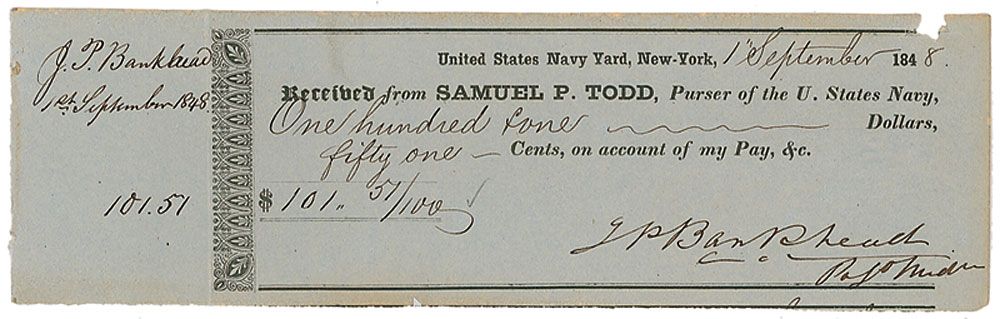 J. P. Bankhead
1st September 1848
101.51
United States Navy Yard, New-York, 1" September 1848.
Received from SAMUEL P. TODD, Purser of the U. States Navy,
One hundred & one Dollars,
fifty one — Cents, on account of my Pay, &c.
$ 101 " 51/100
J P Bankhead